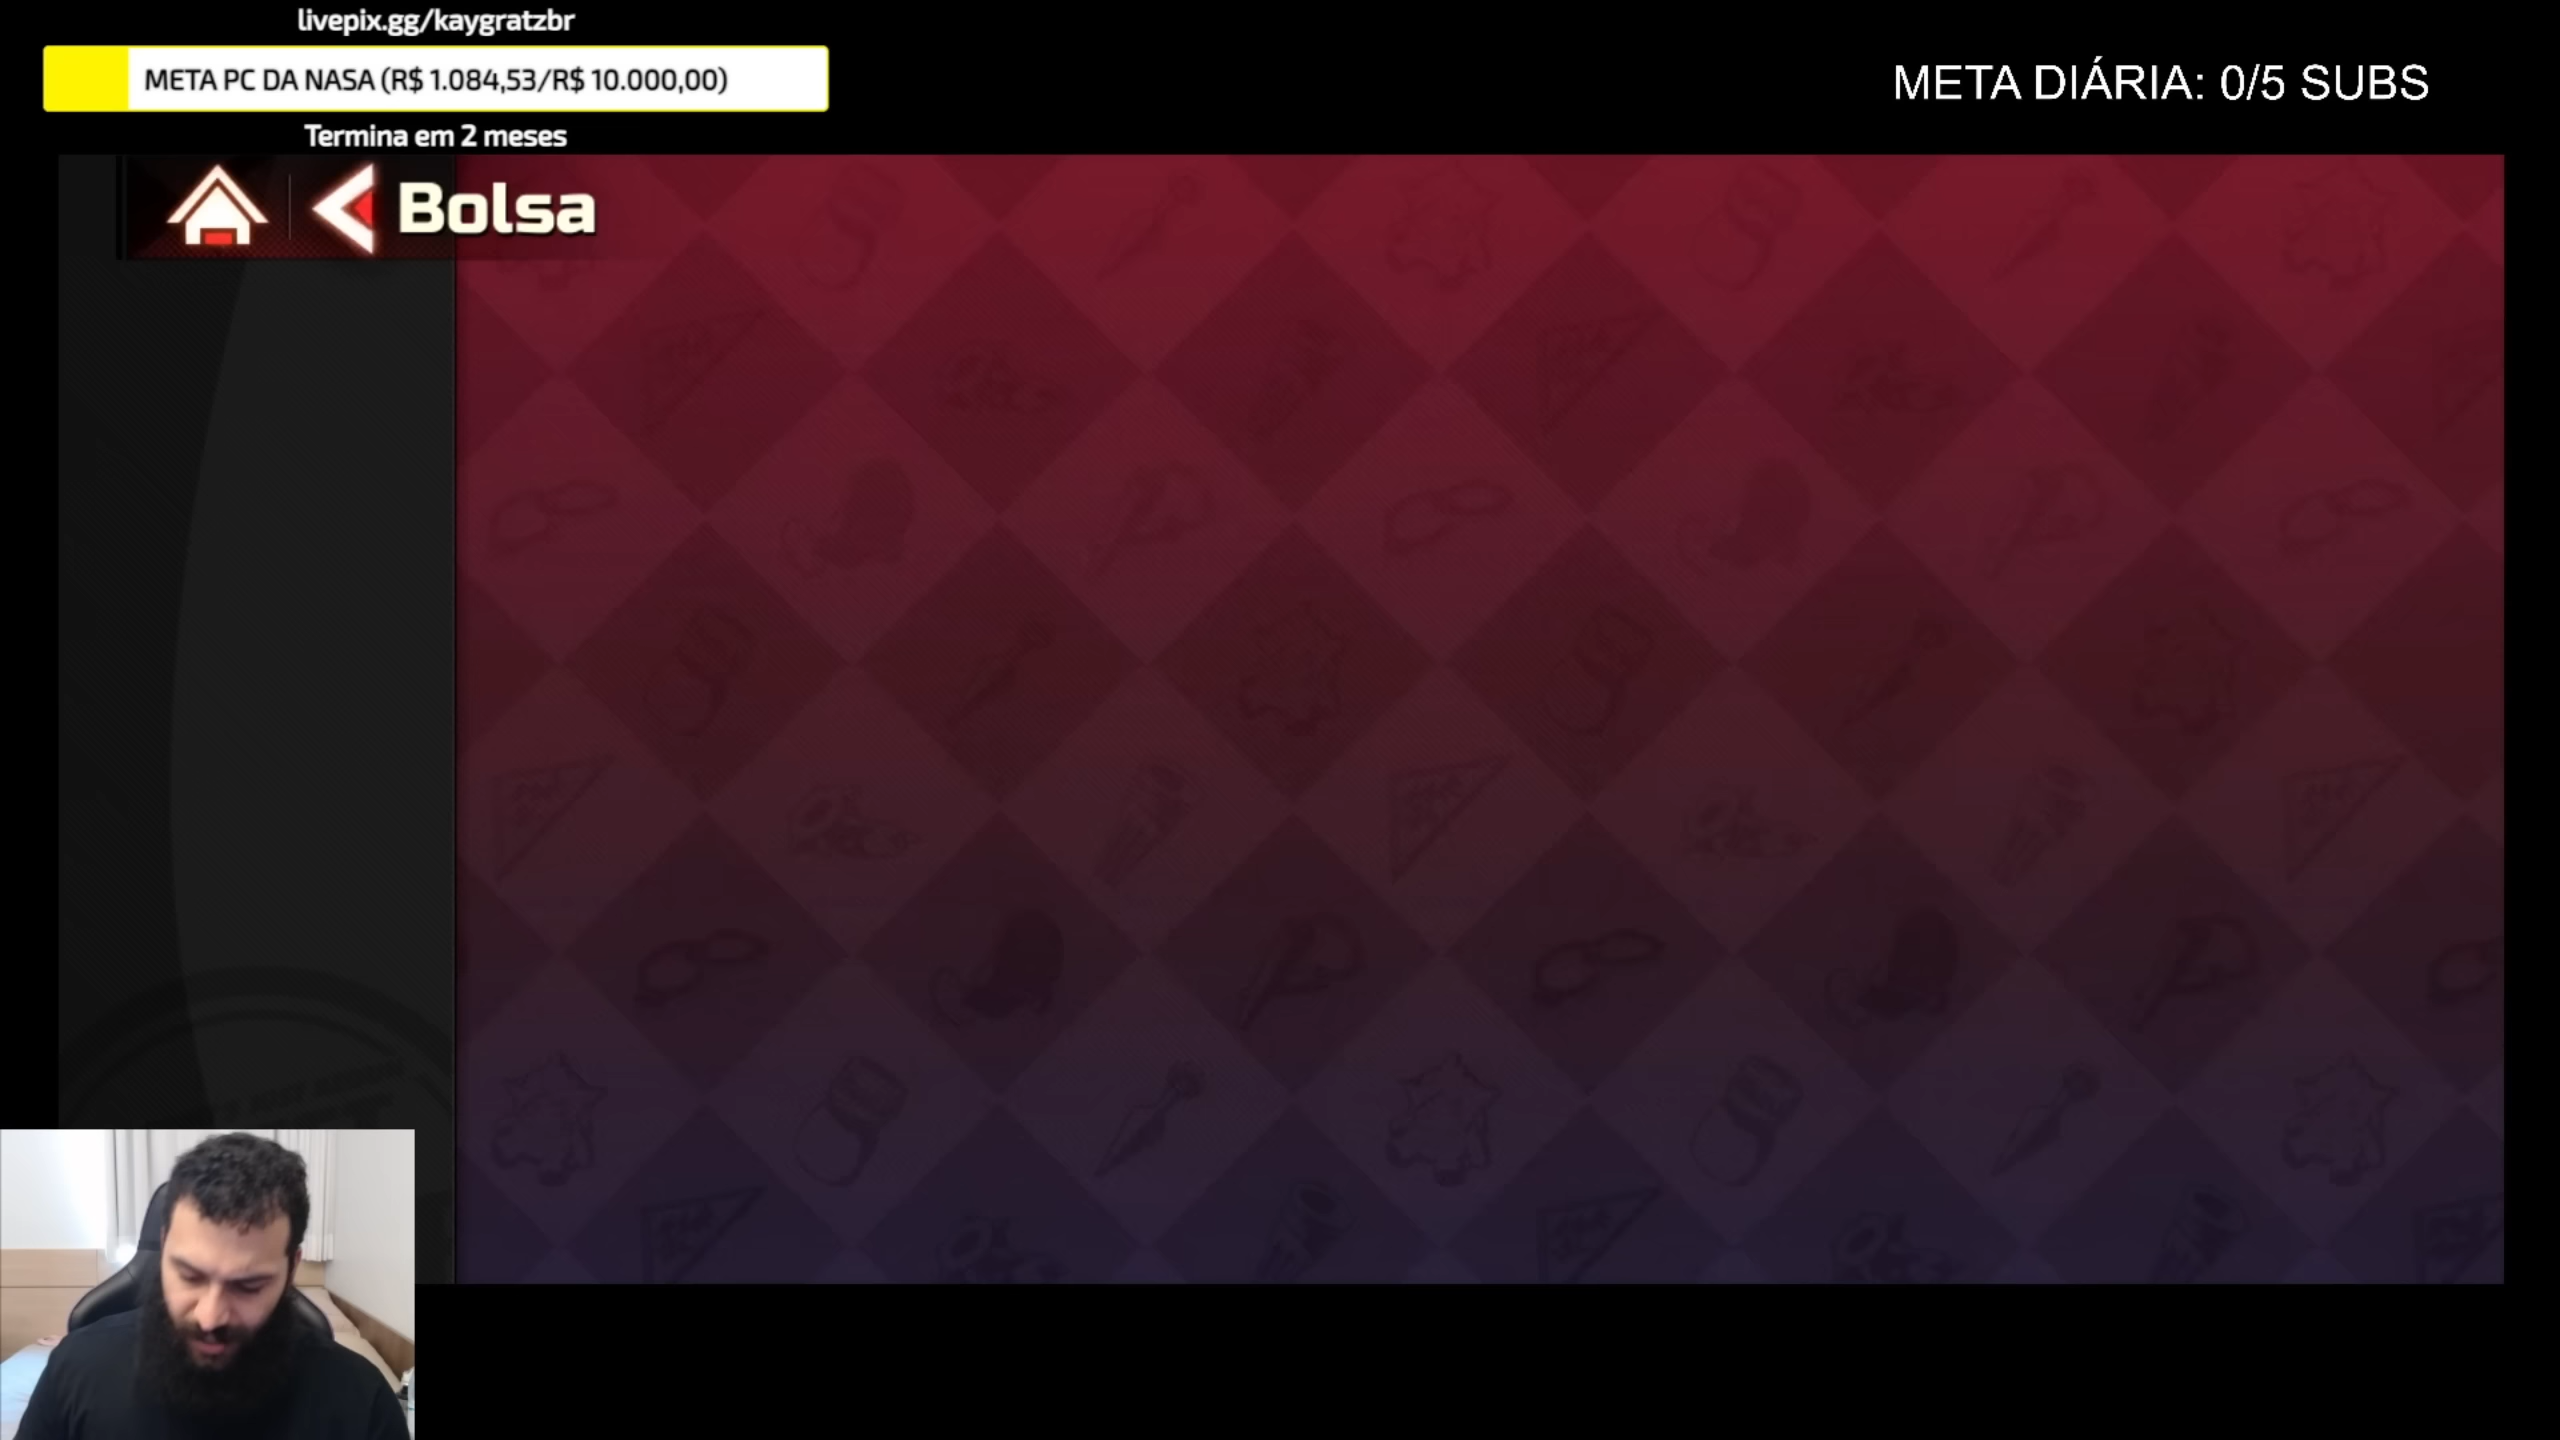 livepix.gg/kaygratzbr
META PC DA NASA (R$ 1.084,53/R$ 10.000,00)
Termina em 2 meses
META DIÁRIA: 0/5 SUBS
Bolsa